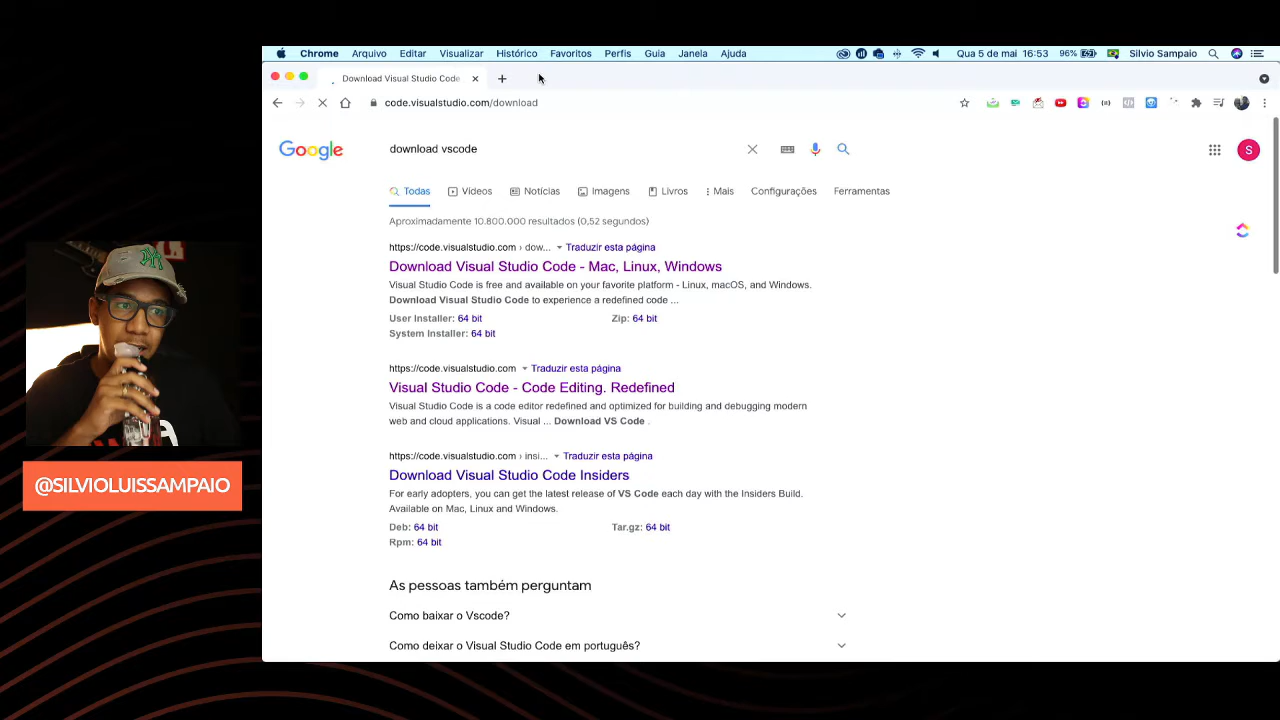 Chrome Arquivo Editar Visualizar Histórico Favoritos Perfis Guia Janela Ajuda Qua 5 de mai 16:53 96% Silvio Sampaio
Download Visual Studio Code
code.visualstudio.com/download
Google download vscode S
Todas Vídeos Notícias Imagens Livros Mais Configurações Ferramentas
Aproximadamente 10.800.000 resultados (0,52 segundos)
https://code.visualstudio.com › dow... Traduzir esta página
Download Visual Studio Code - Mac, Linux, Windows
Visual Studio Code is free and available on your favorite platform - Linux, macOS, and Windows.
Download Visual Studio Code to experience a redefined code ...
User Installer: 64 bit Zip: 64 bit
System Installer: 64 bit
https://code.visualstudio.com Traduzir esta página
Visual Studio Code - Code Editing. Redefined
Visual Studio Code is a code editor redefined and optimized for building and debugging modern
web and cloud applications. Visual ... Download VS Code .
https://code.visualstudio.com › insi... Traduzir esta página
Download Visual Studio Code Insiders
For early adopters, you can get the latest release of VS Code each day with the Insiders Build.
Available on Mac, Linux and Windows.
Deb: 64 bit Tar.gz: 64 bit
Rpm: 64 bit
As pessoas também perguntam
Como baixar o Vscode?
Como deixar o Visual Studio Code em português?
@SILVIOLUISSAMPAIO